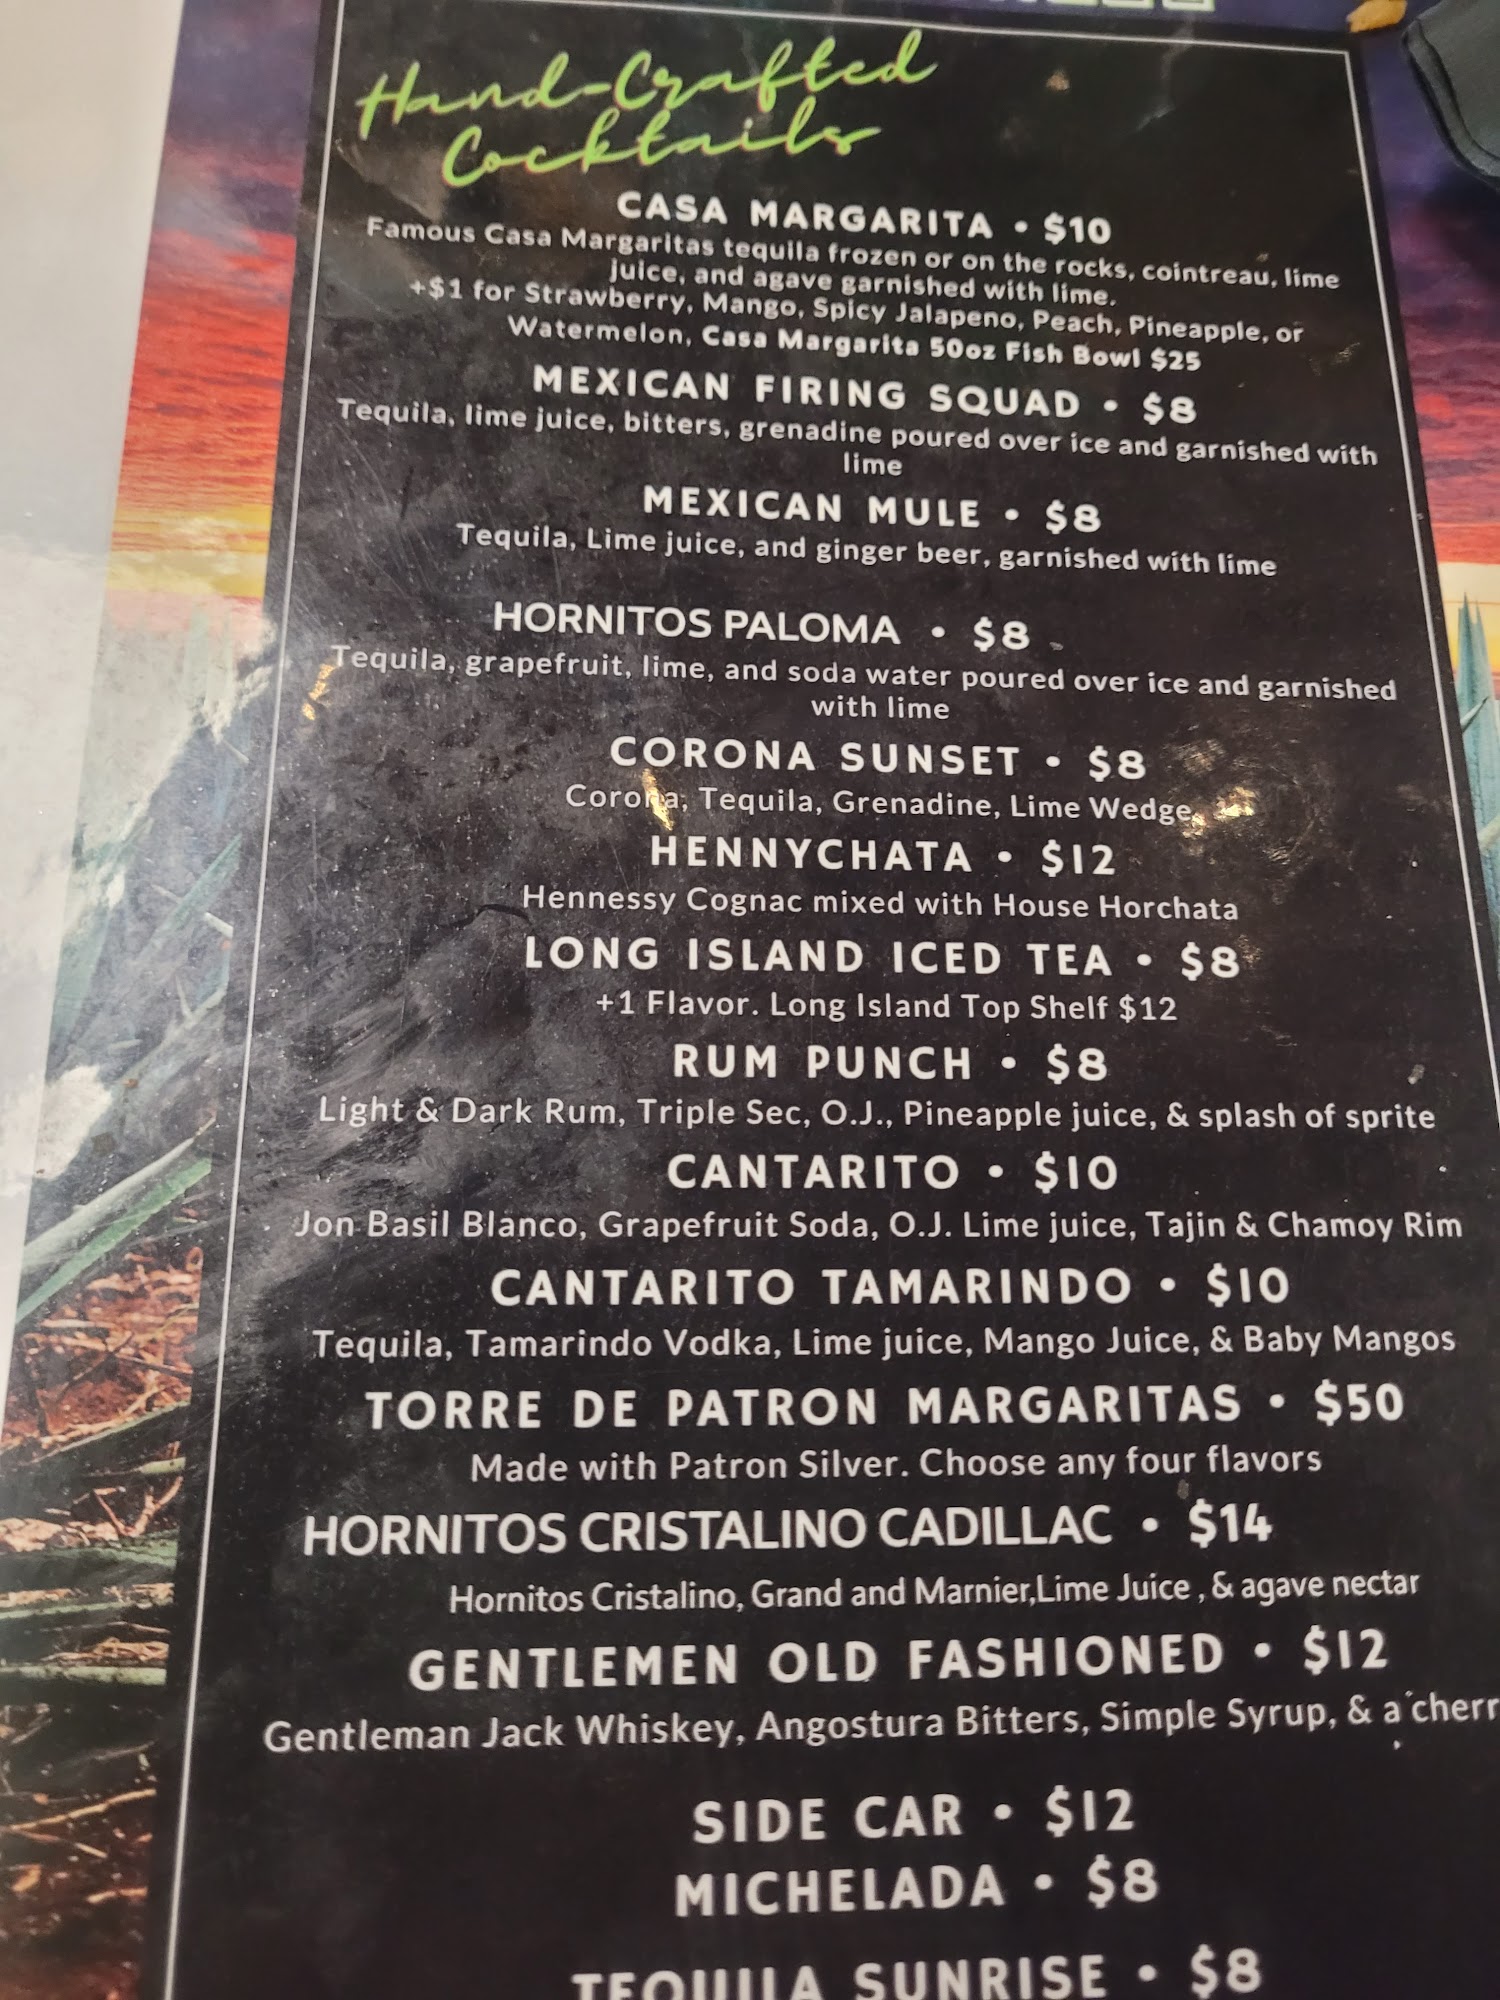 Hand-Crafted
Cocktails
CASA MARGARITA • $10
Famous Casa Margaritas tequila frozen or on the rocks, cointreau, lime
juice, and agave garnished with lime.
+$1 for Strawberry, Mango, Spicy Jalapeno, Peach, Pineapple, or
Watermelon, Casa Margarita 50oz Fish Bowl $25
MEXICAN FIRING SQUAD • $8
Tequila, lime juice, bitters, grenadine poured over ice and garnished with
lime
MEXICAN MULE • $8
Tequila, Lime juice, and ginger beer, garnished with lime
HORNITOS PALOMA • $8
Tequila, grapefruit, lime, and soda water poured over ice and garnished
with lime
CORONA SUNSET • $8
Corona, Tequila, Grenadine, Lime Wedge
HENNYCHATA • $12
Hennessy Cognac mixed with House Horchata
LONG ISLAND ICED TEA • $8
+1 Flavor. Long Island Top Shelf $12
RUM PUNCH • $8
Light & Dark Rum, Triple Sec, O.J., Pineapple juice, & splash of sprite
CANTARITO • $10
Jon Basil Blanco, Grapefruit Soda, O.J. Lime juice, Tajin & Chamoy Rim
CANTARITO TAMARINDO • $10
Tequila, Tamarindo Vodka, Lime juice, Mango Juice, & Baby Mangos
TORRE DE PATRON MARGARITAS • $50
Made with Patron Silver. Choose any four flavors
HORNITOS CRISTALINO CADILLAC • $14
Hornitos Cristalino, Grand and Marnier,Lime Juice , & agave nectar
GENTLEMEN OLD FASHIONED • $12
Gentleman Jack Whiskey, Angostura Bitters, Simple Syrup, & a cherr
SIDE CAR • $12
MICHELADA • $8
TEQUILA SUNRISE • $8